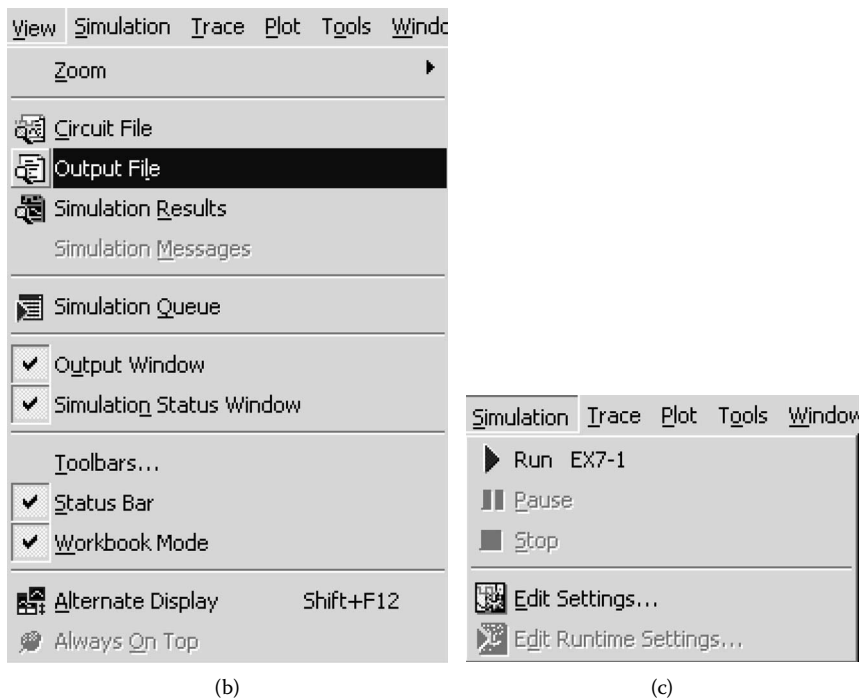 View Simulation Trace Plot Tools
Zoom
Circuit File
Output File
Simulation Results
Simulation Messages
Simulation Queue
Output Window
Simulation Status Window
Toolbars...
Status Bar
Workbook Mode
Alternate Display Shift+F12
Always On Top
(b)
Simulation Trace Plot Tools Window
Run EX7-1
Pause
Stop
Edit Settings...
Edit Runtime Settings...
(c)